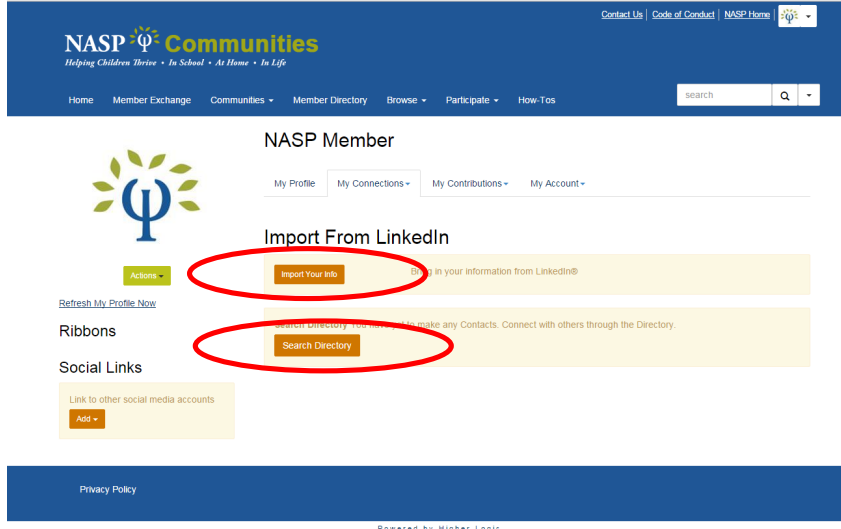 Contact Us | Code of Conduct | NASP Home
NASP Communities
Helping Children Thrive • In School • At Home • In Life
Home Member Exchange Communities Member Directory Browse Participate How-Tos search
NASP Member
My Profile My Connections My Contributions My Account
Import From LinkedIn
Import Your Info in your information from LinkedIn®
Actions
Refresh My Profile Now
Search Directory You to make any Contacts. Connect with others through the Directory.
Search Directory
Ribbons
Social Links
Link to other social media accounts
Add
Privacy Policy
Powered by Higher Logic